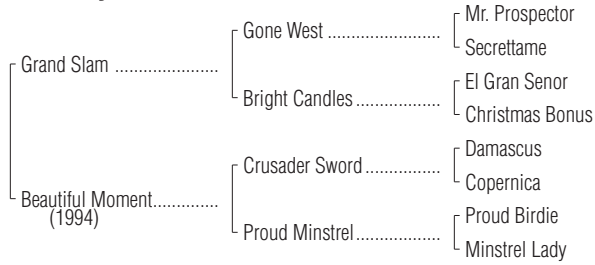 Mr. Prospector
Gone West .......................
Secrettame
Grand Slam .....................
El Gran Senor
Bright Candles.................
Christmas Bonus
Damascus
Crusader Sword...............
Copernica
Beautiful Moment.............
(1994)
Proud Birdie
Proud Minstrel.................
Minstrel Lady